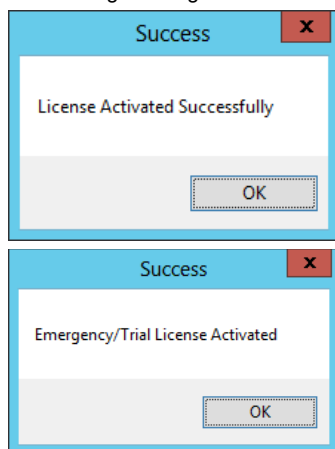 Success
x
License Activated Successfully
OK
Success
x
Emergency/Trial License Activated
OK